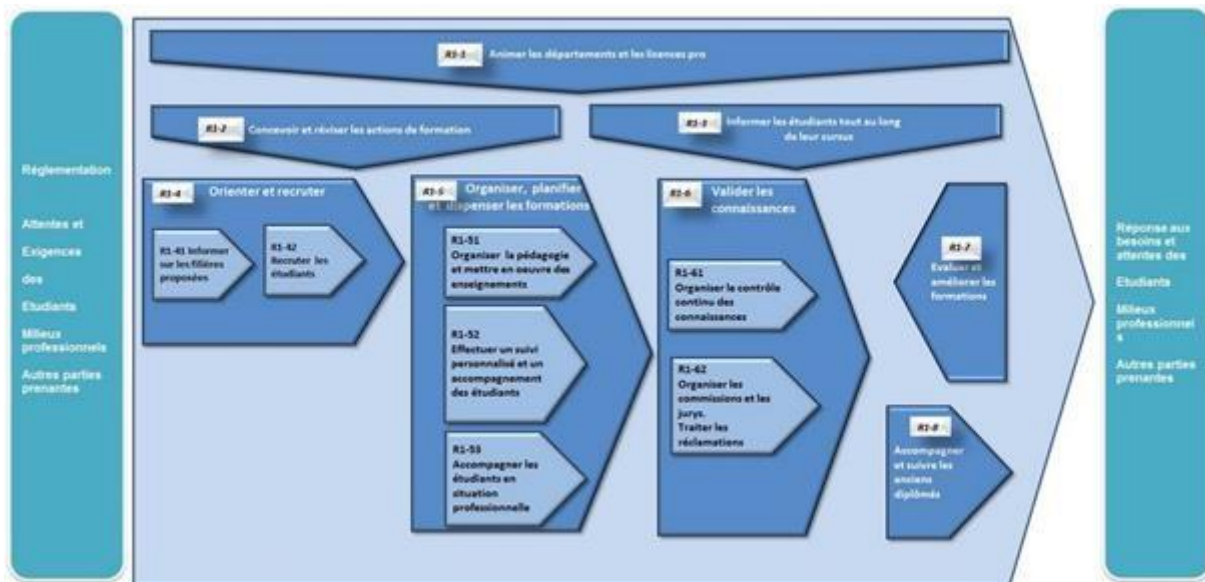 Réglementation
Attentes et
Exigences
des
Etudiants
Milieux
professionnels
Autres parties
prenantes
R1-1 Animer les départements et les licences pro
R1-2 Concevoir et réviser les actions de formation
R1-3 Informer les étudiants tout au long
de leur cursus
R1-4 Orienter et recruter
R1-41 Informer
sur les filières
proposées
R1-42
Recruter les
étudiants
R1-5 Organiser, planifier
et dispenser les formations
R1-51
Organiser la pédagogie
et mettre en oeuvre des
enseignements
R1-52
Effectuer un suivi
personnalisé et un
accompagnement
des étudiants
R1-53
Accompagner les
étudiants en
situation
professionnelle
R1-6 Valider les
connaissances
R1-61
Organiser le contrôle
continu des
connaissances
R1-62
Organiser les
commissions et les
jurys.
Traiter les
réclamations
R1-7
Evaluer et
améliorer les
formations
R1-8
Accompagner
et suivre les
anciens
diplômés
Réponse aux
besoins et
attentes des
Etudiants
Milieux
professionnel
s
Autres parties
prenantes